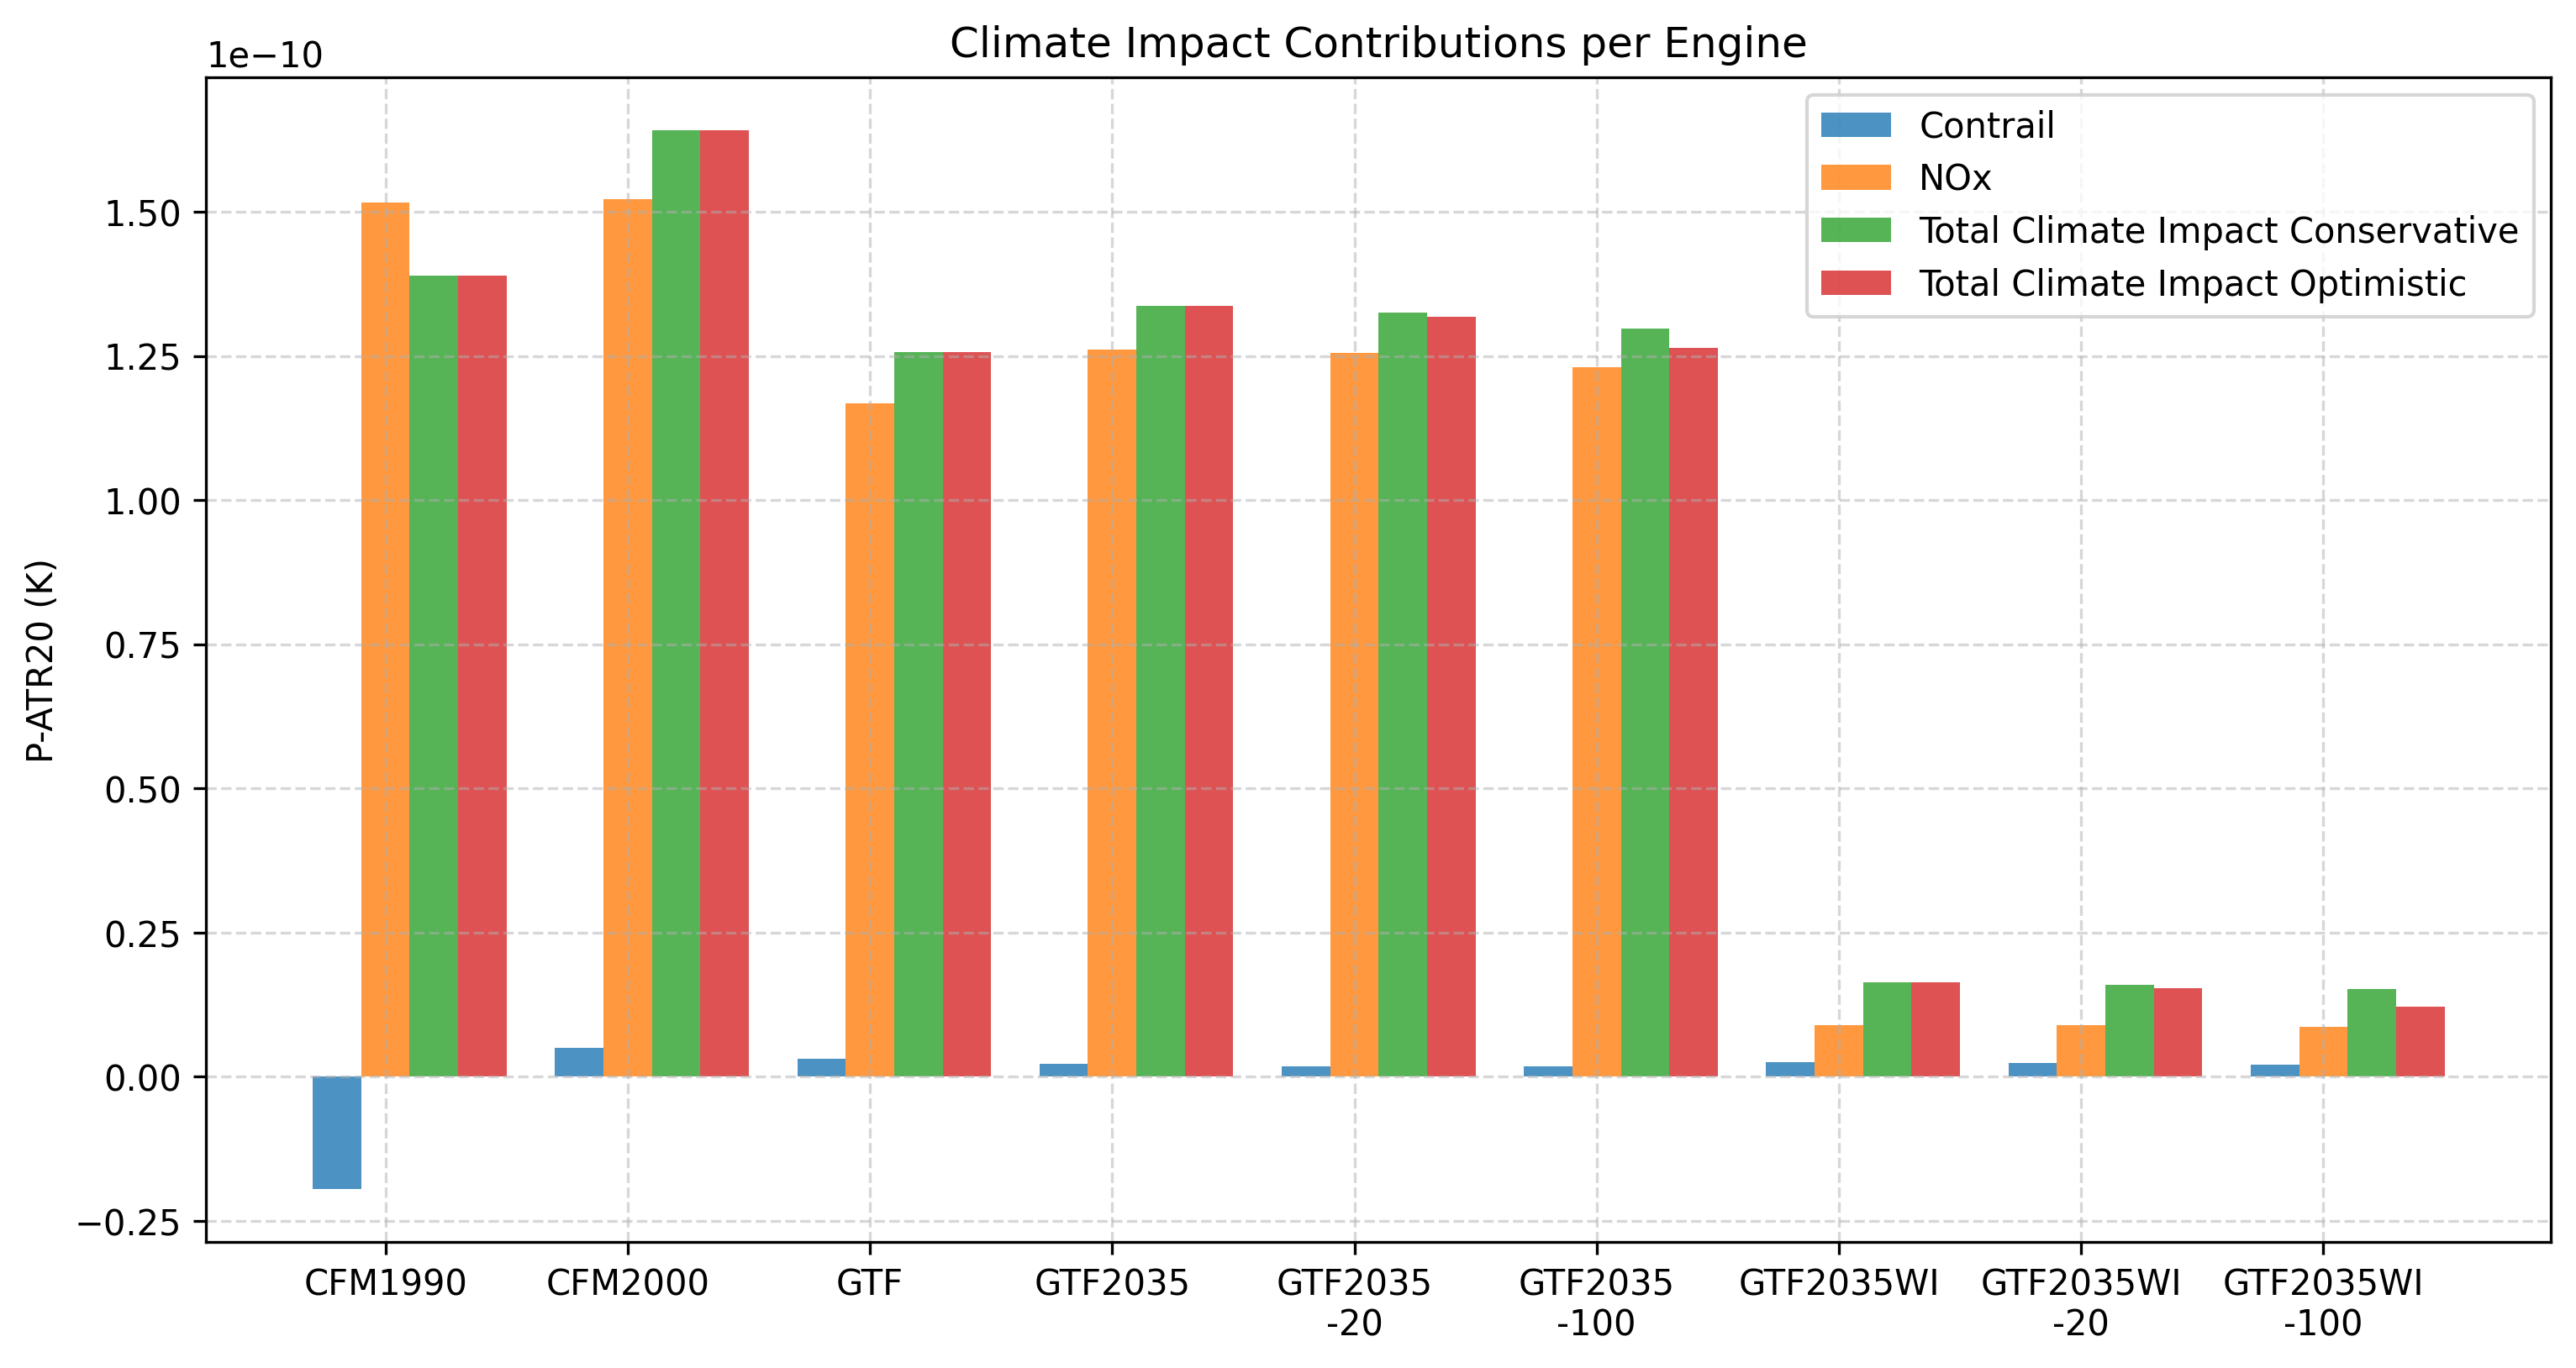 Climate Impact Contributions per Engine
1e−10
Contrail
NOx
Total Climate Impact Conservative
Total Climate Impact Optimistic
P-ATR20 (K)
1.50
1.25
1.00
0.75
0.50
0.25
0.00
−0.25
CFM1990
CFM2000
GTF
GTF2035
GTF2035
-20
GTF2035
-100
GTF2035WI
GTF2035WI
-20
GTF2035WI
-100